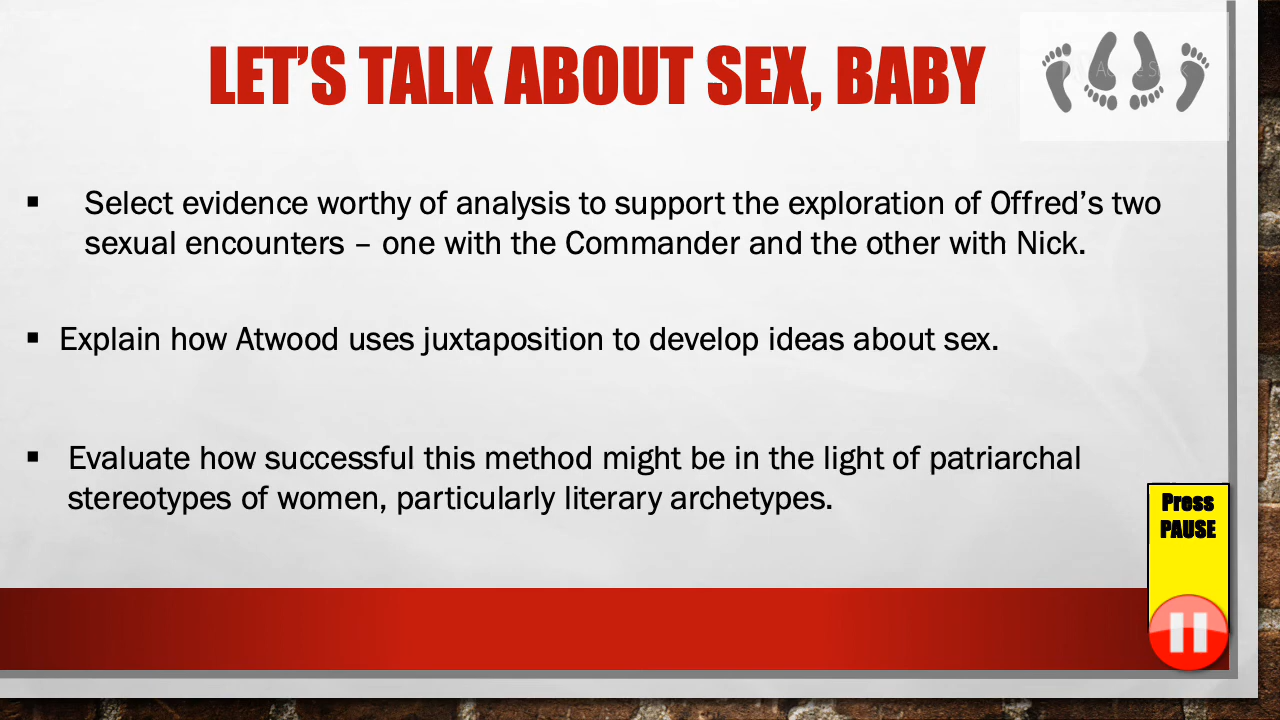 LET’S TALK ABOUT SEX, BABY
▪ Select evidence worthy of analysis to support the exploration of Offred’s two
sexual encounters – one with the Commander and the other with Nick.
▪ Explain how Atwood uses juxtaposition to develop ideas about sex.
▪ Evaluate how successful this method might be in the light of patriarchal
stereotypes of women, particularly literary archetypes.
Press
PAUSE